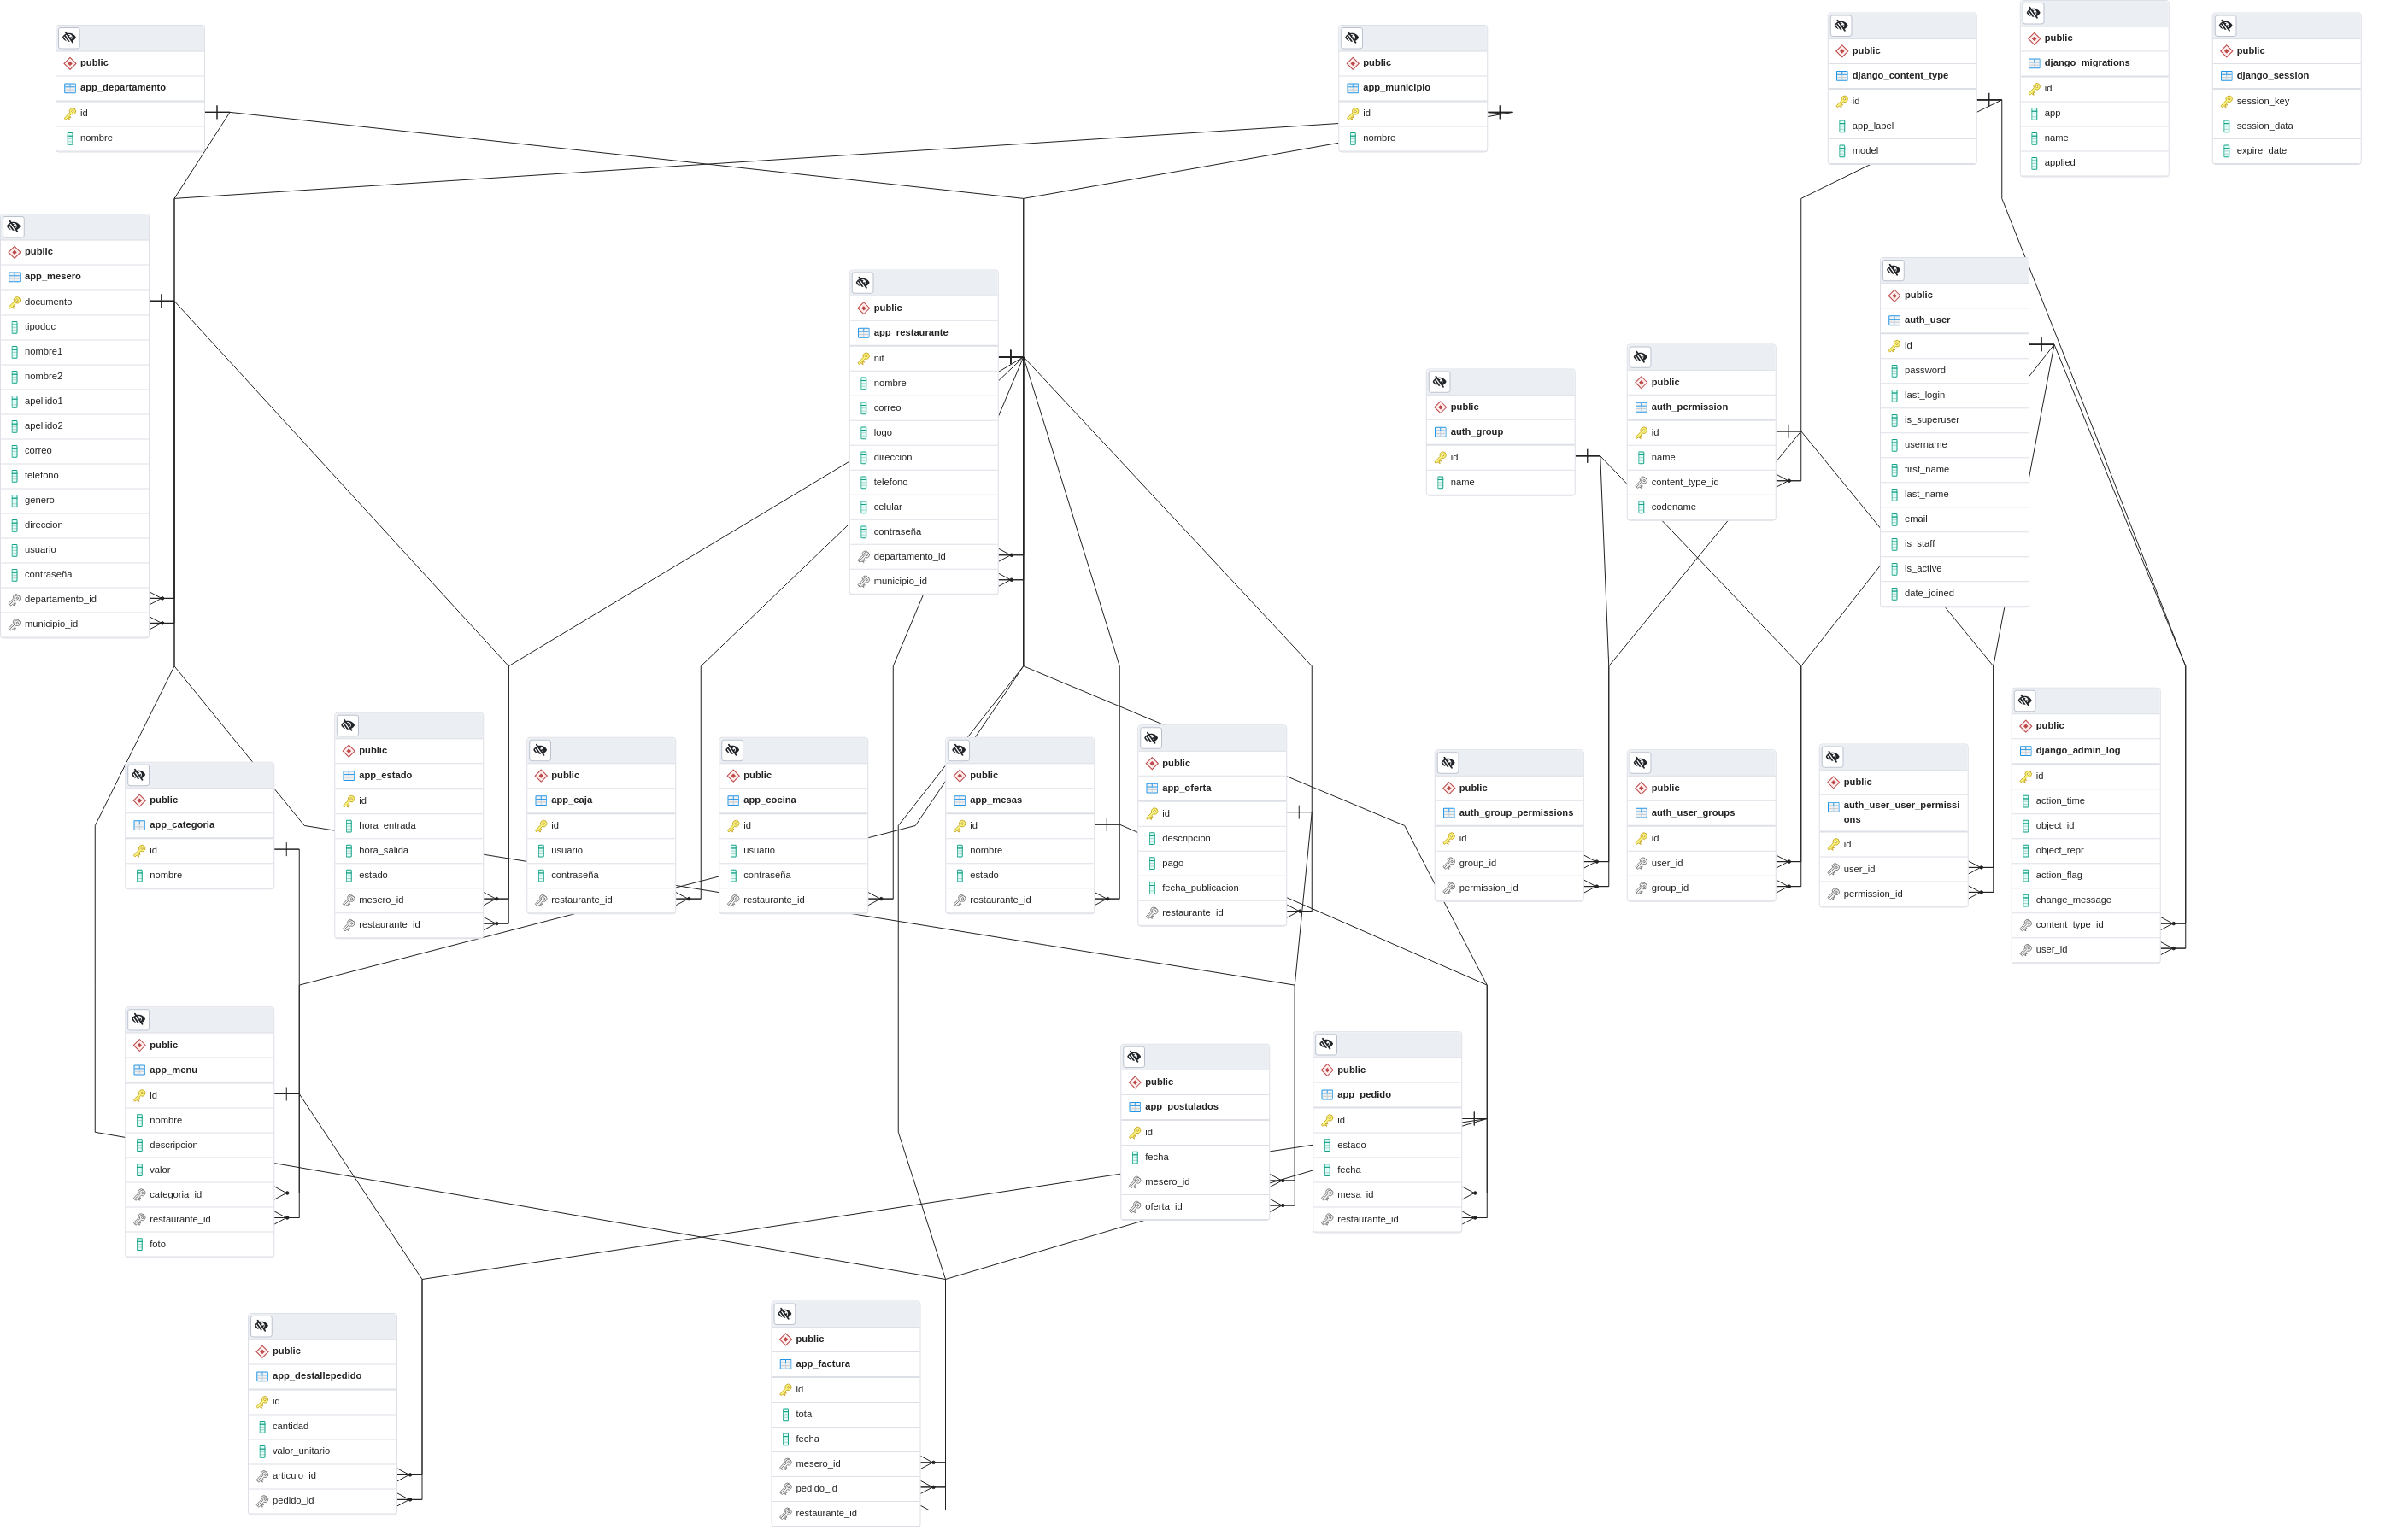 public
app_departamento
id
nombre
public
app_municipio
id
nombre
public
django_content_type
id
app_label
model
public
django_migrations
id
app
name
applied
public
django_session
session_key
session_data
expire_date
public
app_mesero
documento
tipodoc
nombre1
nombre2
apellido1
apellido2
correo
telefono
genero
direccion
usuario
contraseña
departamento_id
municipio_id
public
app_restaurante
nit
nombre
correo
logo
direccion
telefono
celular
contraseña
departamento_id
municipio_id
public
auth_group
id
name
public
auth_permission
id
name
content_type_id
codename
public
auth_user
id
password
last_login
is_superuser
username
first_name
last_name
email
is_staff
is_active
date_joined
public
app_categoria
id
nombre
public
app_estado
id
hora_entrada
hora_salida
estado
mesero_id
restaurante_id
public
app_caja
id
usuario
contraseña
restaurante_id
public
app_cocina
id
usuario
contraseña
restaurante_id
public
app_mesas
id
nombre
estado
restaurante_id
public
app_oferta
id
descripcion
pago
fecha_publicacion
restaurante_id
public
auth_group_permissions
id
group_id
permission_id
public
auth_user_groups
id
user_id
group_id
public
auth_user_user_permissi
ons
id
user_id
permission_id
public
django_admin_log
id
action_time
object_id
object_repr
action_flag
change_message
content_type_id
user_id
public
app_menu
id
nombre
descripcion
valor
categoria_id
restaurante_id
foto
public
app_postulados
id
fecha
mesero_id
oferta_id
public
app_pedido
id
estado
fecha
mesa_id
restaurante_id
public
app_destallepedido
id
cantidad
valor_unitario
articulo_id
pedido_id
public
app_factura
id
total
fecha
mesero_id
pedido_id
restaurante_id